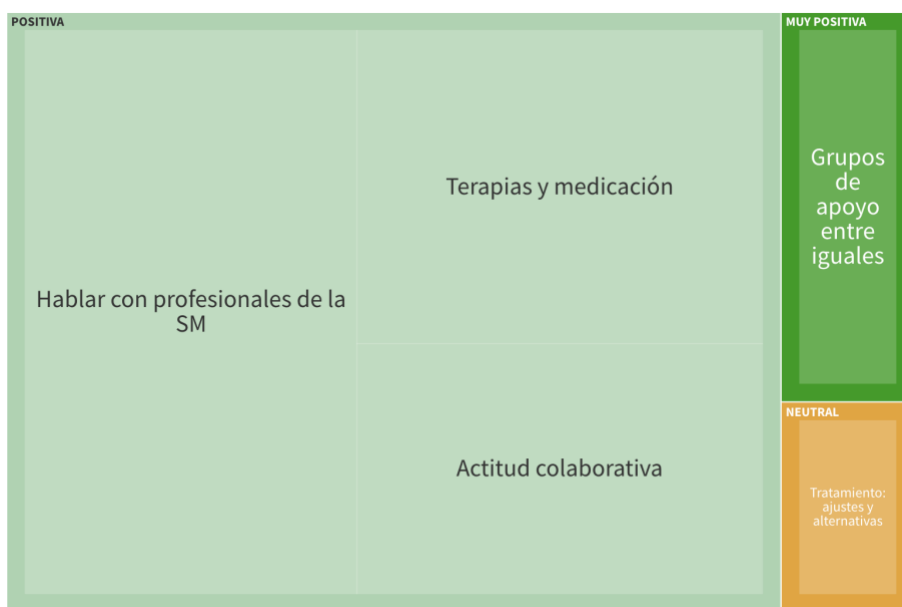 POSITIVA
Hablar con profesionales de la
SM
Terapias y medicación
Actitud colaborativa
MUY POSITIVA
Grupos
de
apoyo
entre
iguales
NEUTRAL
Tratamiento:
ajustes y
alternativas